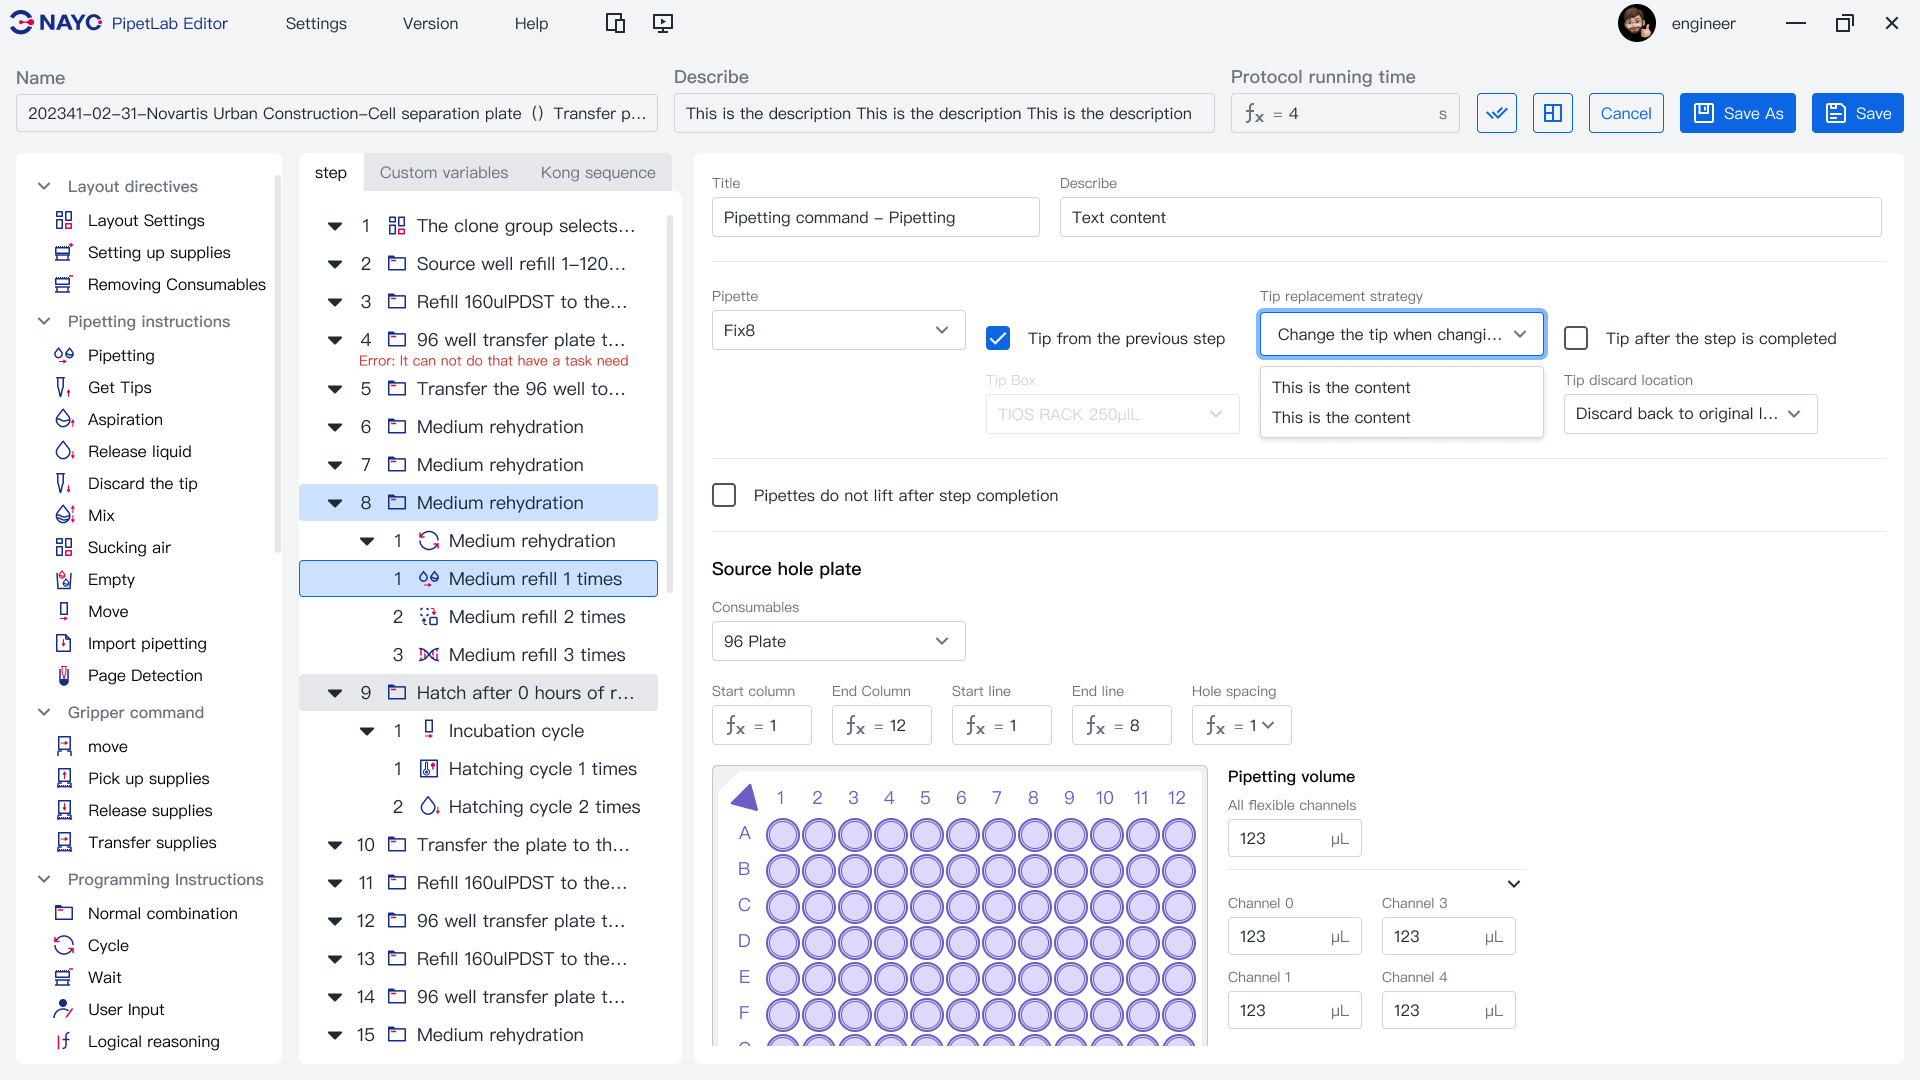 NAYO PipetLab Editor
Settings
Version
Help
engineer
Name
202341-02-31-Novartis Urban Construction-Cell separation plate () Transfer p...
Describe
This is the description This is the description This is the description
Protocol running time
fx = 4 s
Cancel
Save As
Save
Layout directives
Layout Settings
Setting up supplies
Removing Consumables
Pipetting instructions
Pipetting
Get Tips
Aspiration
Release liquid
Discard the tip
Mix
Sucking air
Empty
Move
Import pipetting
Page Detection
Gripper command
move
Pick up supplies
Release supplies
Transfer supplies
Programming Instructions
Normal combination
Cycle
Wait
User Input
Logical reasoning
step
Custom variables
Kong sequence
1 The clone group selects...
2 Source well refill 1-120...
3 Refill 160ulPDST to the...
4 96 well transfer plate t...
Error: It can not do that have a task need
5 Transfer the 96 well to...
6 Medium rehydration
7 Medium rehydration
8 Medium rehydration
1 Medium rehydration
1 Medium refill 1 times
2 Medium refill 2 times
3 Medium refill 3 times
9 Hatch after 0 hours of r...
1 Incubation cycle
1 Hatching cycle 1 times
2 Hatching cycle 2 times
10 Transfer the plate to th...
11 Refill 160ulPDST to the...
12 96 well transfer plate t...
13 Refill 160ulPDST to the...
14 96 well transfer plate t...
15 Medium rehydration
Title
Pipetting command - Pipetting
Describe
Text content
Pipette
Fix8
Tip from the previous step
Tip replacement strategy
Change the tip when changi...
Tip after the step is completed
Tip Box
TIOS RACK 250μlL
This is the content
This is the content
Tip discard location
Discard back to original l...
Pipettes do not lift after step completion
Source hole plate
Consumables
96 Plate
Start column
End Column
Start line
End line
Hole spacing
fx = 1
fx = 12
fx = 1
fx = 8
fx = 1
1 2 3 4 5 6 7 8 9 10 11 12
A
B
C
D
E
F
Pipetting volume
All flexible channels
123 μL
Channel 0
Channel 3
123 μL
123 μL
Channel 1
Channel 4
123 μL
123 μL